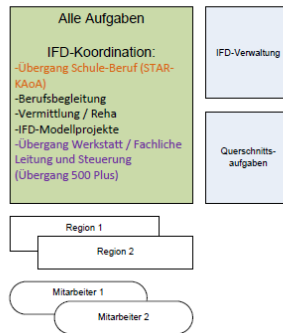 Alle Aufgaben
IFD-Koordination:
-Übergang Schule-Beruf (STAR-
KAoA)
-Berufsbegleitung
-Vermittlung / Reha
-IFD-Modellprojekte
-Übergang Werkstatt / Fachliche
Leitung und Steuerung
(Übergang 500 Plus)
IFD-Verwaltung
Querschnitts-
aufgaben
Region 1
Region 2
Mitarbeiter 1
Mitarbeiter 2